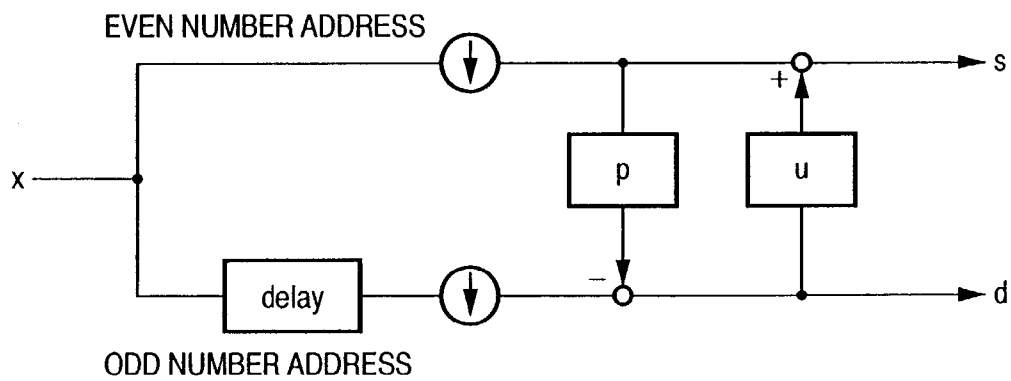 EVEN NUMBER ADDRESS
s
+
x
p
u
delay
−
d
ODD NUMBER ADDRESS